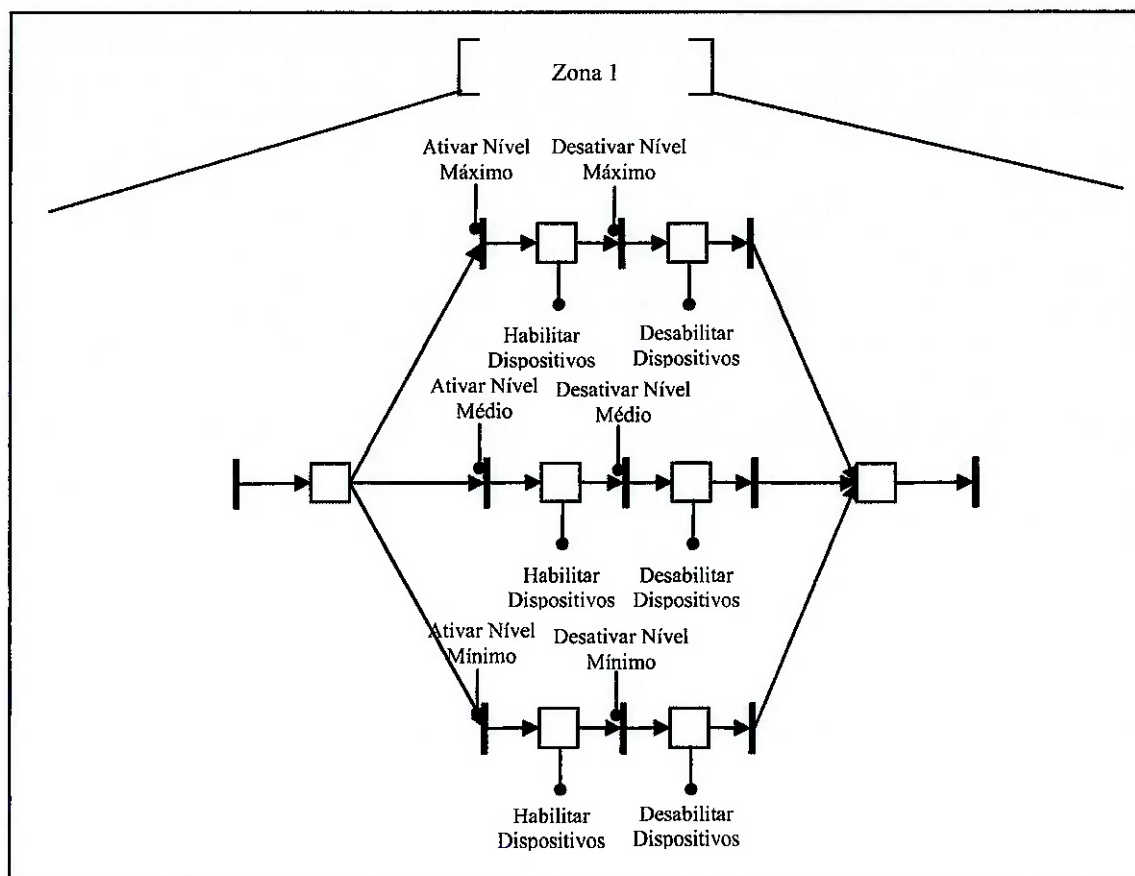 Zona 1
Ativar Nível
Máximo
Desativar Nível
Máximo
Habilitar
Dispositivos
Desabilitar
Dispositivos
Ativar Nível
Médio
Desativar Nível
Médio
Habilitar
Dispositivos
Desabilitar
Dispositivos
Ativar Nível
Mínimo
Desativar Nível
Mínimo
Habilitar
Dispositivos
Desabilitar
Dispositivos